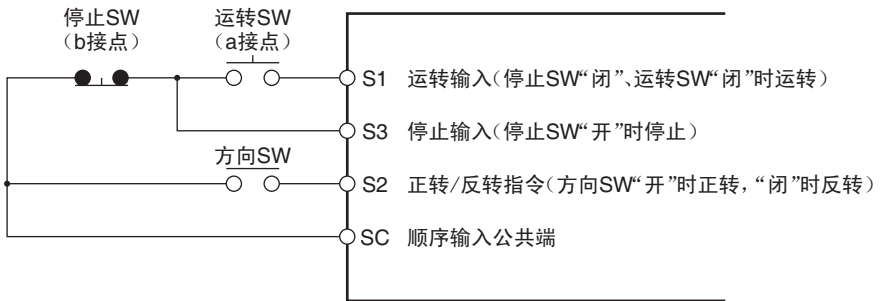 停止SW 运转SW
（b接点） （a接点）
S1 运转输入（停止SW“闭”、运转SW“闭”时运转）
S3 停止输入（停止SW“开”时停止）
方向SW
S2 正转/反转指令（方向SW“开”时正转，“闭”时反转）
SC 顺序输入公共端